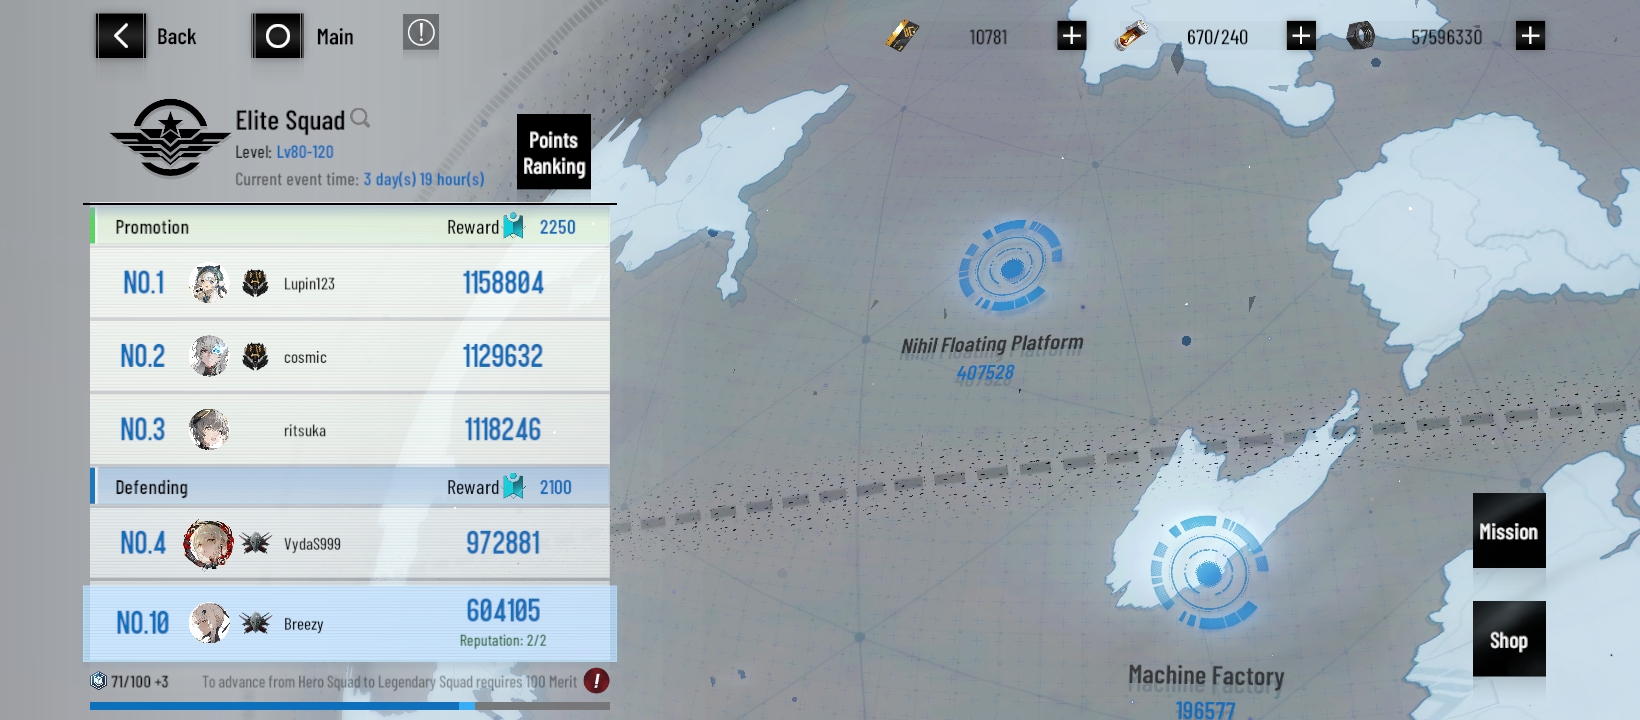 Back
Main
10781
670/240
57596330
Elite Squad
Level: Lv80-120
Current event time: 3 day(s) 19 hour(s)
Points
Ranking
Promotion
Reward 2250
NO.1 Lupin123 1158804
NO.2 cosmic 1129632
NO.3 ritsuka 1118246
Defending
Reward 2100
NO.4 VydaS999 972881
NO.10 Breezy 604105
Reputation: 2/2
71/100 +3
To advance from Hero Squad to Legendary Squad requires 100 Merit
Nihil Floating Platform
407528
Machine Factory
196577
Mission
Shop